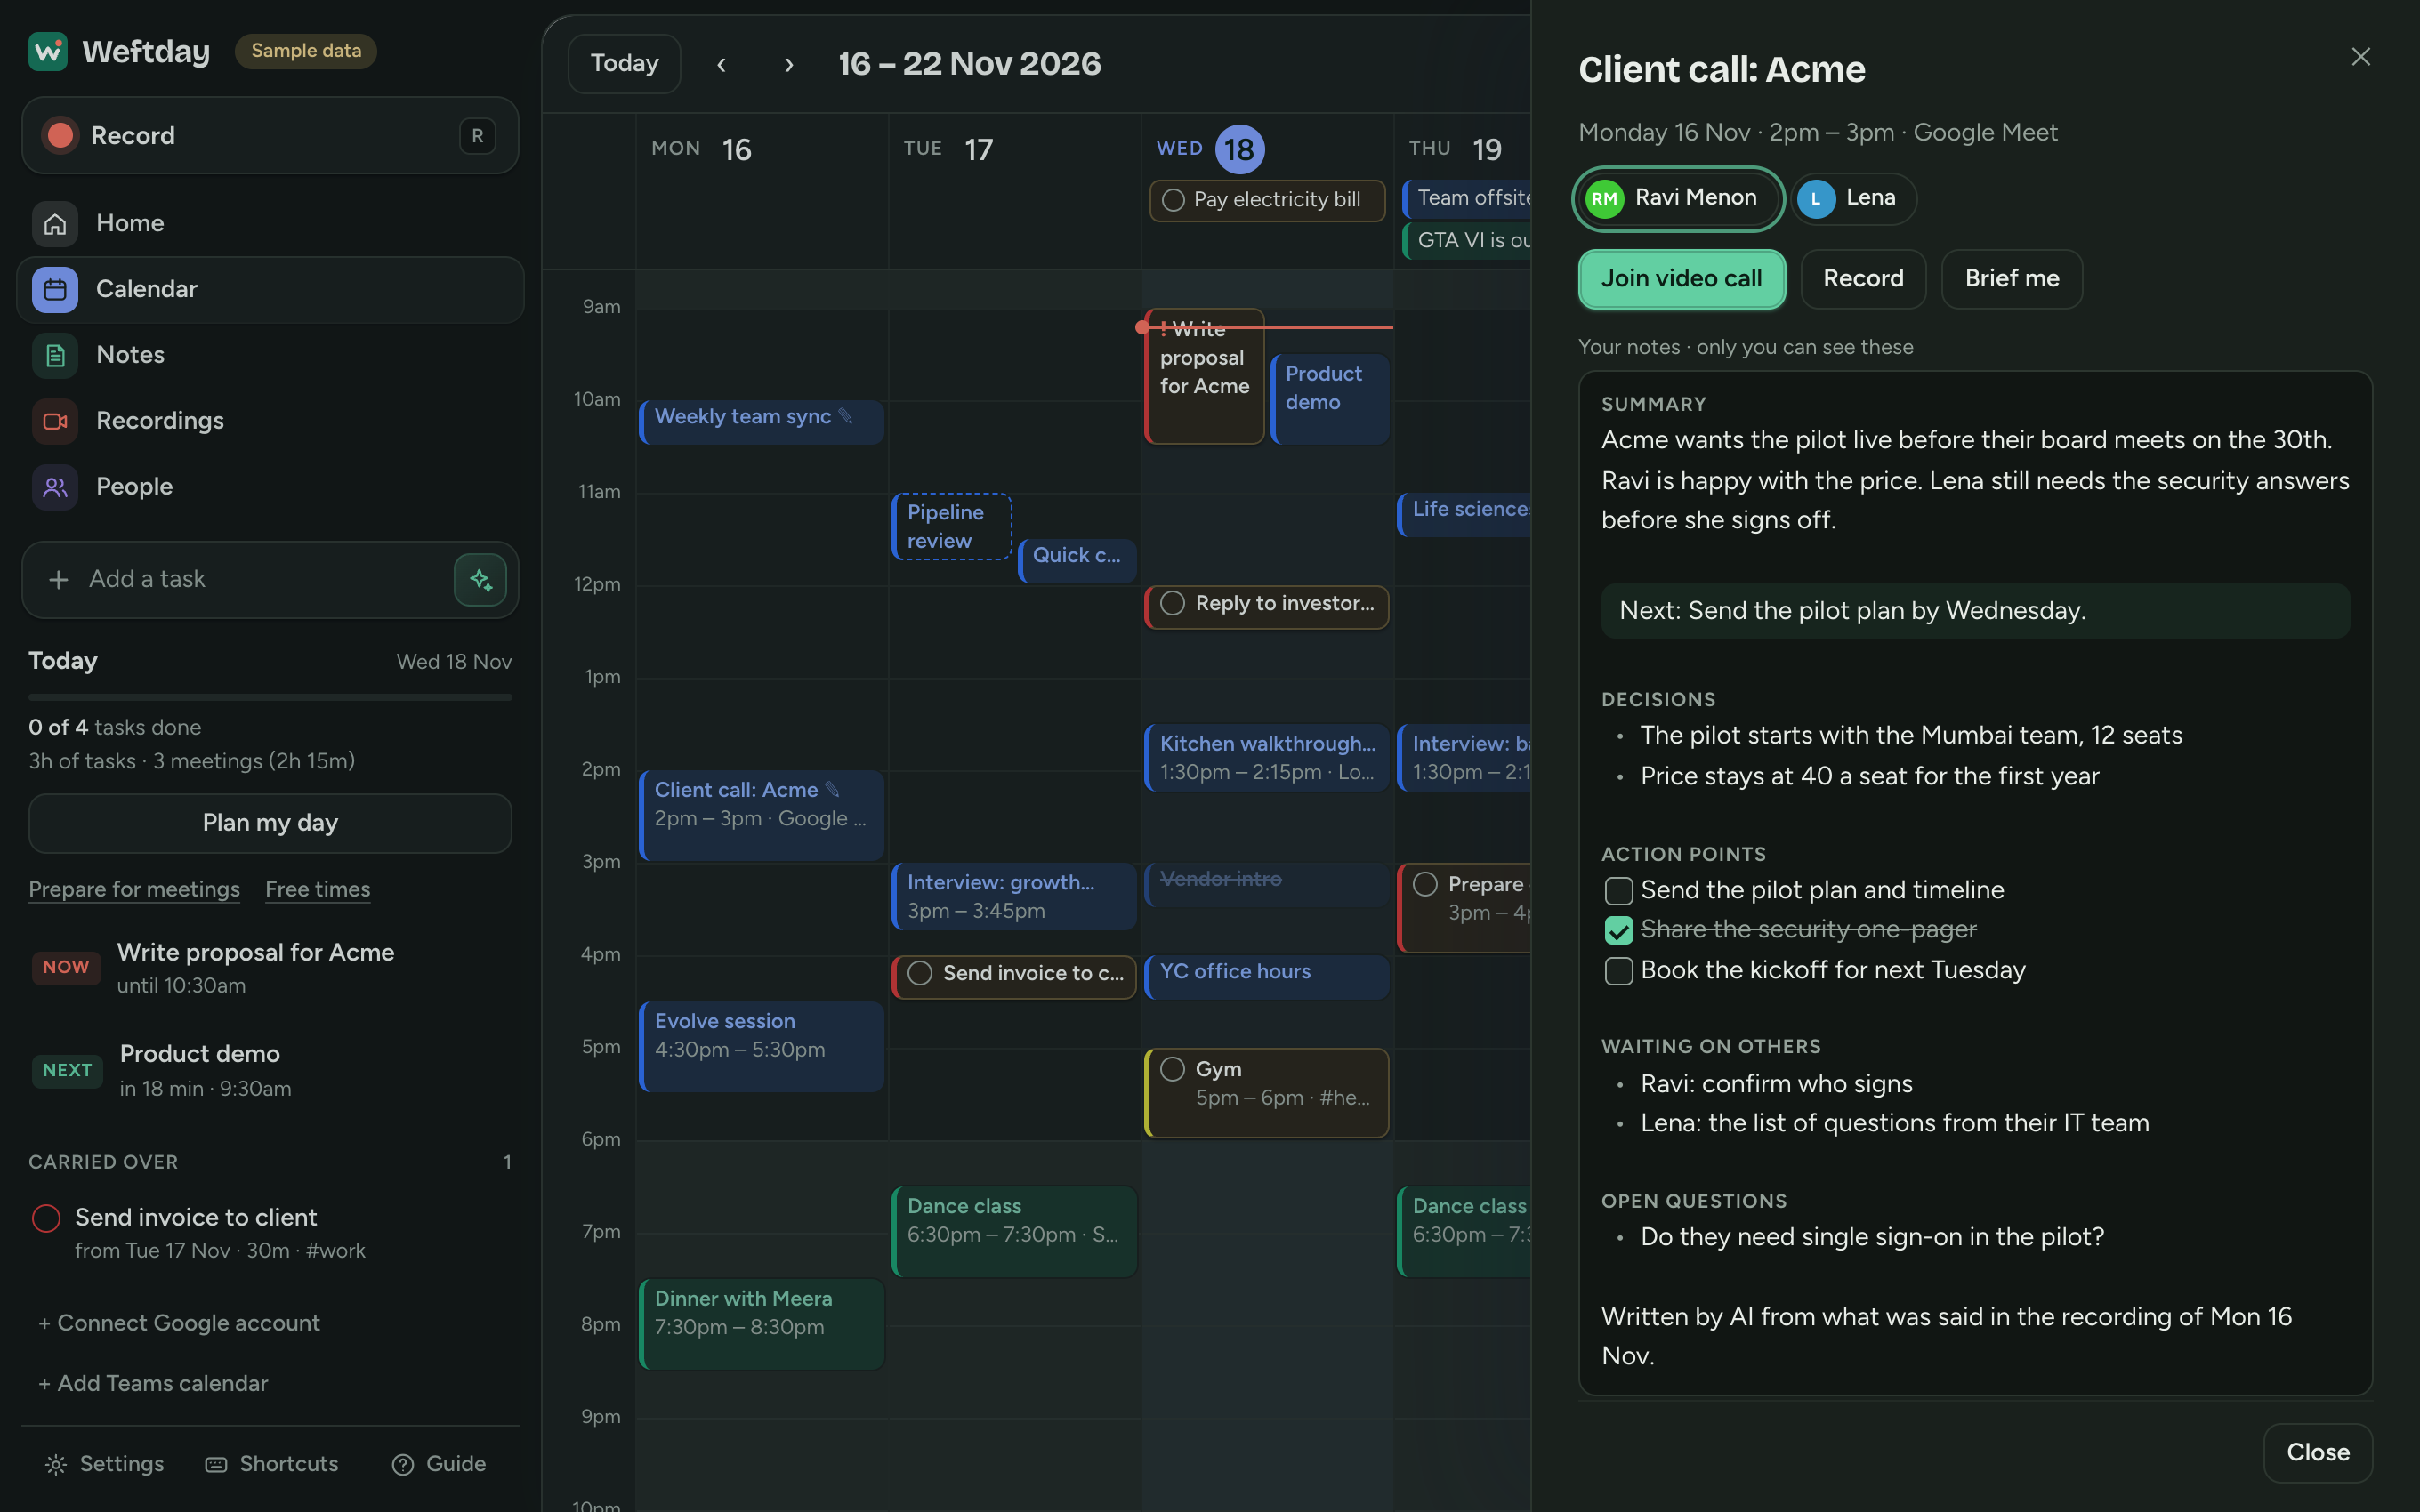 Weftday
Sample data
Record
R
Home
Calendar
Notes
Recordings
People
+ Add a task
Today
Wed 18 Nov
0 of 4 tasks done
3h of tasks · 3 meetings (2h 15m)
Plan my day
Prepare for meetings
Free times
NOW
Write proposal for Acme
until 10:30am
NEXT
Product demo
in 18 min · 9:30am
CARRIED OVER
1
Send invoice to client
from Tue 17 Nov · 30m · #work
+ Connect Google account
+ Add Teams calendar
Settings
Shortcuts
Guide
Today
‹
›
16 – 22 Nov 2026
MON 16
TUE 17
WED 18
THU 19
Pay electricity bill
Team offsite
GTA VI is ou
9am
10am
11am
12pm
1pm
2pm
3pm
4pm
5pm
6pm
7pm
8pm
9pm
10pm
Weekly team sync
Client call: Acme
2pm – 3pm · Google ...
Evolve session
4:30pm – 5:30pm
Dinner with Meera
7:30pm – 8:30pm
Pipeline
review
Quick c...
Interview: growth...
3pm – 3:45pm
Send invoice to c...
Dance class
6:30pm – 7:30pm · S...
! Write
proposal
for Acme
Product
demo
Reply to investor...
Kitchen walkthrough...
1:30pm – 2:15pm · Lo...
Vendor intro
YC office hours
Gym
5pm – 6pm · #he...
Life science
Interview: ba
1:30pm – 2:1
Prepare
3pm – 4p
Dance class
6:30pm – 7:3
Client call: Acme
Monday 16 Nov · 2pm – 3pm · Google Meet
RM Ravi Menon
L Lena
Join video call
Record
Brief me
Your notes · only you can see these
SUMMARY
Acme wants the pilot live before their board meets on the 30th.
Ravi is happy with the price. Lena still needs the security answers
before she signs off.
Next: Send the pilot plan by Wednesday.
DECISIONS
• The pilot starts with the Mumbai team, 12 seats
• Price stays at 40 a seat for the first year
ACTION POINTS
Send the pilot plan and timeline
Share the security one-pager
Book the kickoff for next Tuesday
WAITING ON OTHERS
• Ravi: confirm who signs
• Lena: the list of questions from their IT team
OPEN QUESTIONS
• Do they need single sign-on in the pilot?
Written by AI from what was said in the recording of Mon 16
Nov.
Close